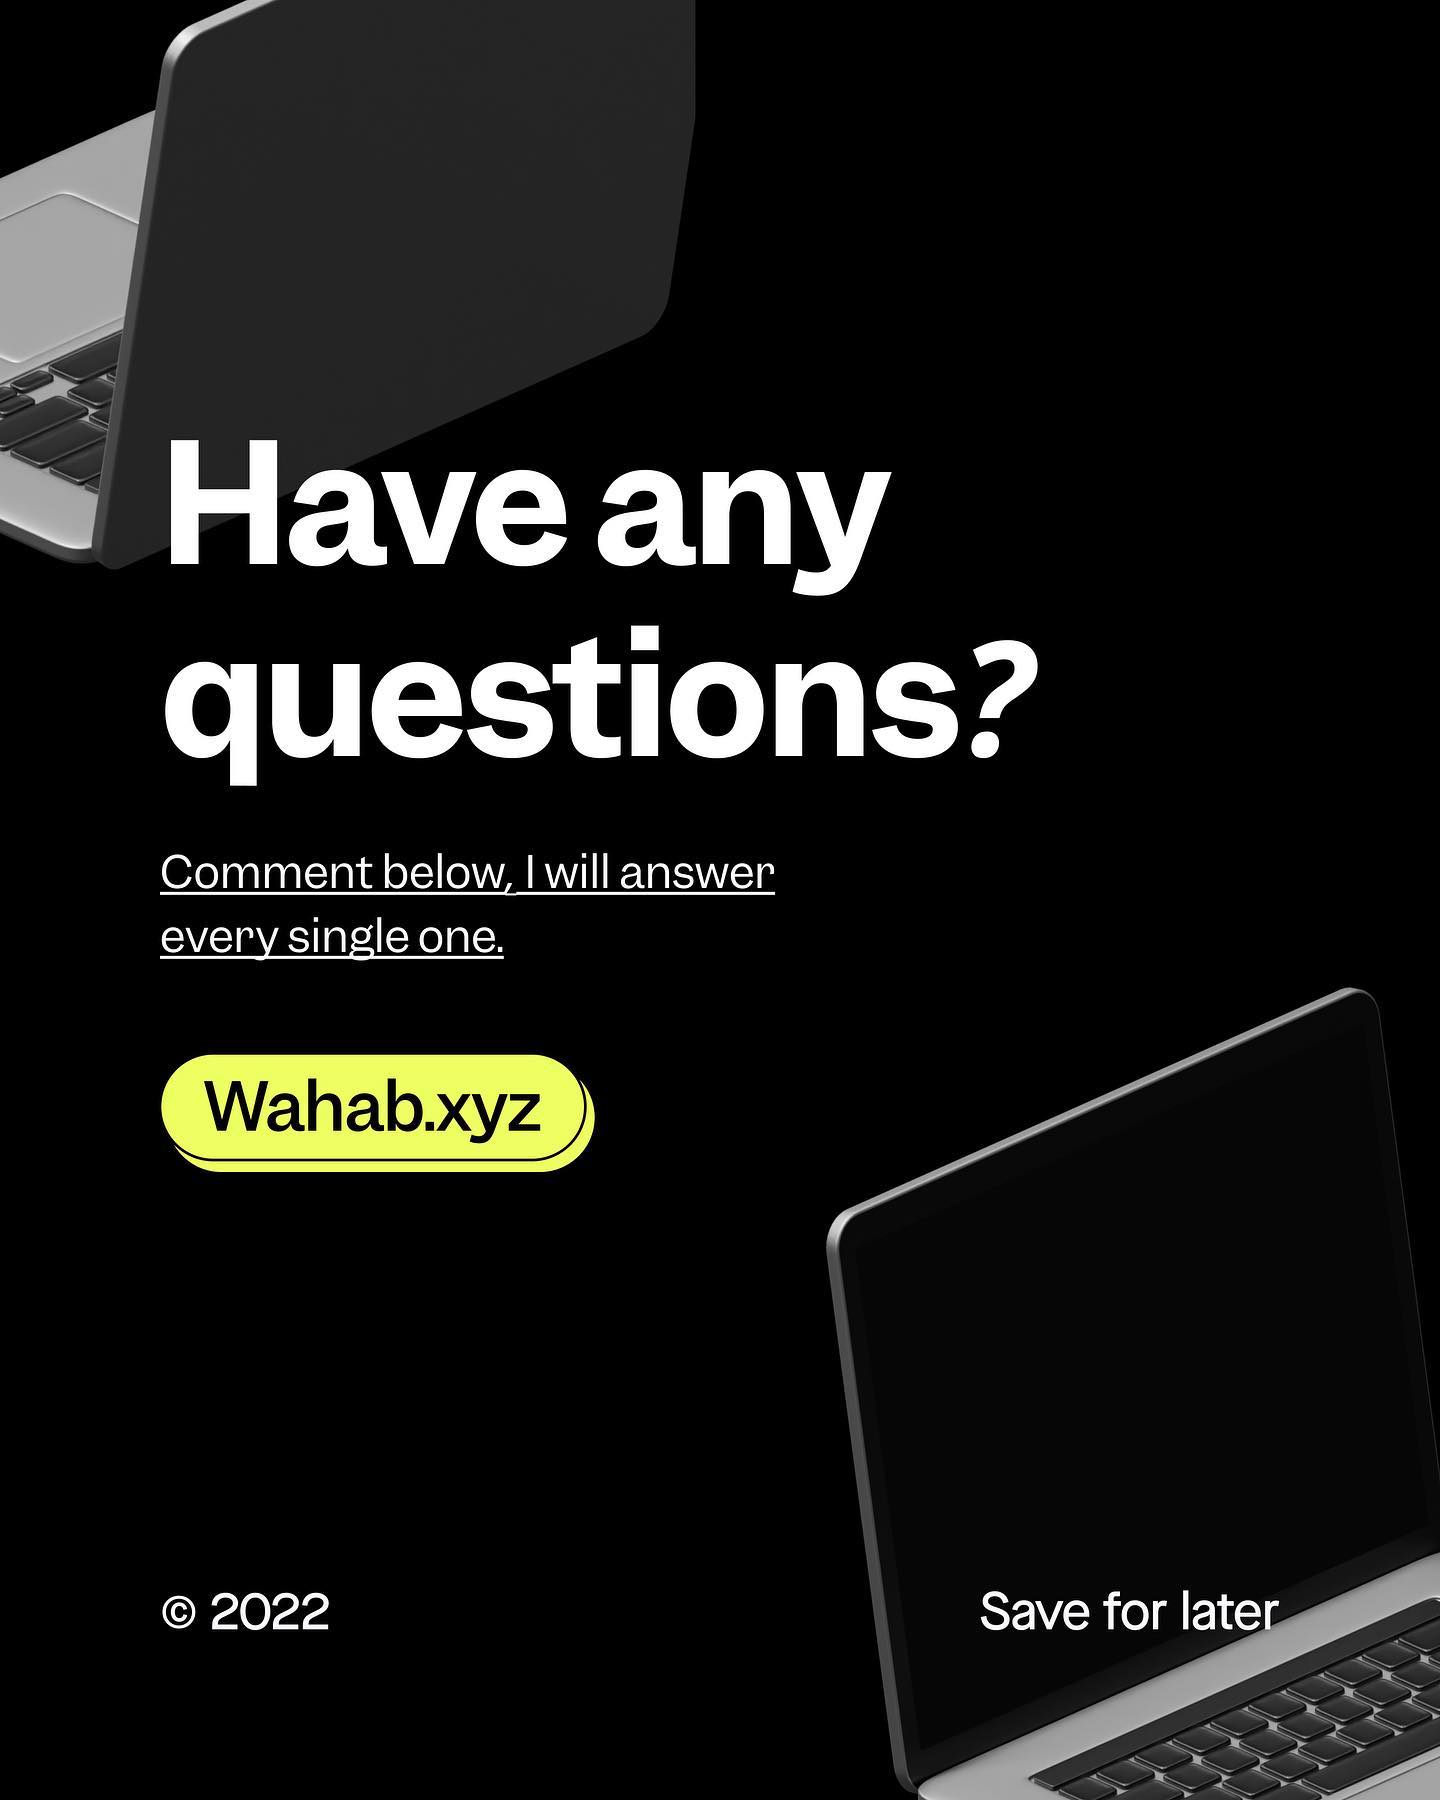 Have any
questions?
Comment below, I will answer
every single one.
Wahab.xyz
© 2022
Save for later